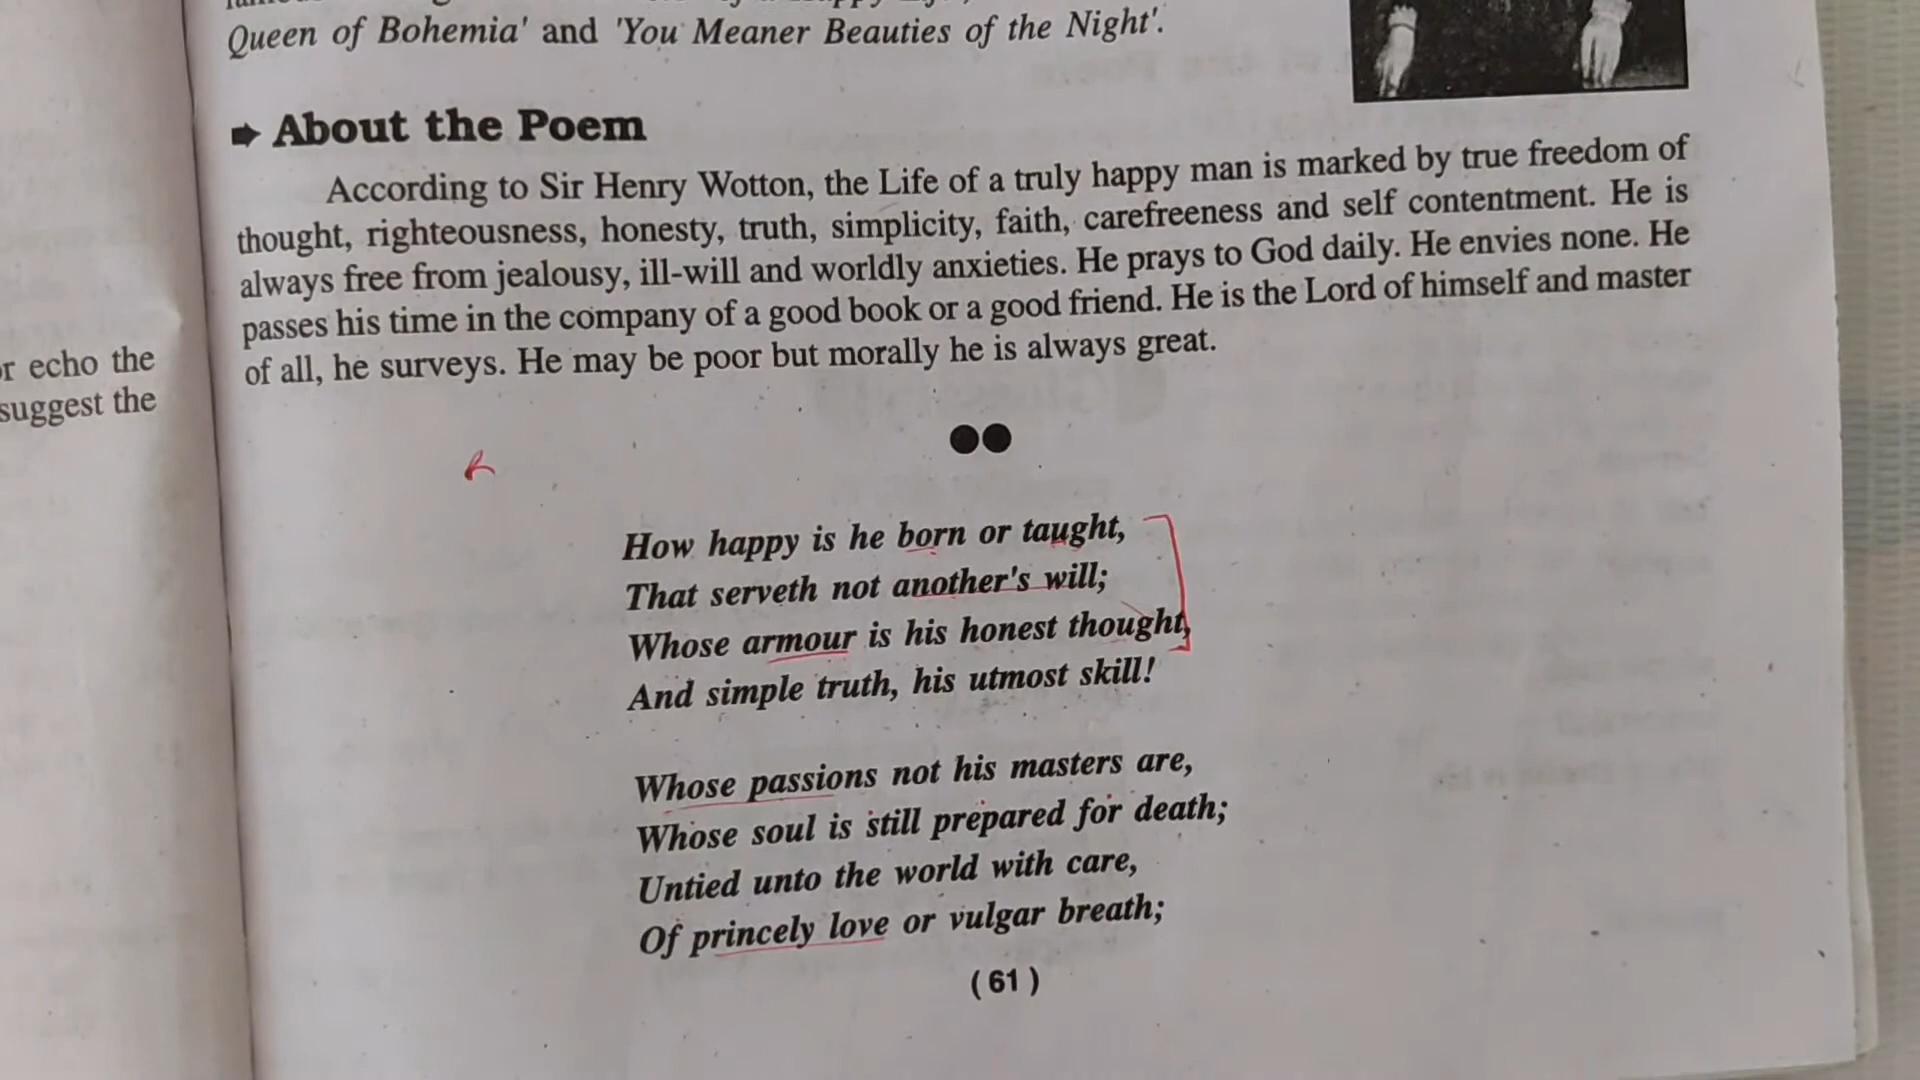 Queen of Bohemia' and 'You Meaner Beauties of the Night'.
About the Poem
According to Sir Henry Wotton, the Life of a truly happy man is marked by true freedom of
thought, righteousness, honesty, truth, simplicity, faith, carefreeness and self contentment. He is
always free from jealousy, ill-will and worldly anxieties. He prays to God daily. He envies none. He
passes his time in the company of a good book or a good friend. He is the Lord of himself and master
of all, he surveys. He may be poor but morally he is always great.
echo the
suggest the
How happy is he born or taught,
That serveth not another's will;
Whose armour is his honest thought,
And simple truth, his utmost skill!
Whose passions not his masters are,
Whose soul is still prepared for death;
Untied unto the world with care,
Of princely love or vulgar breath;
( 61 )